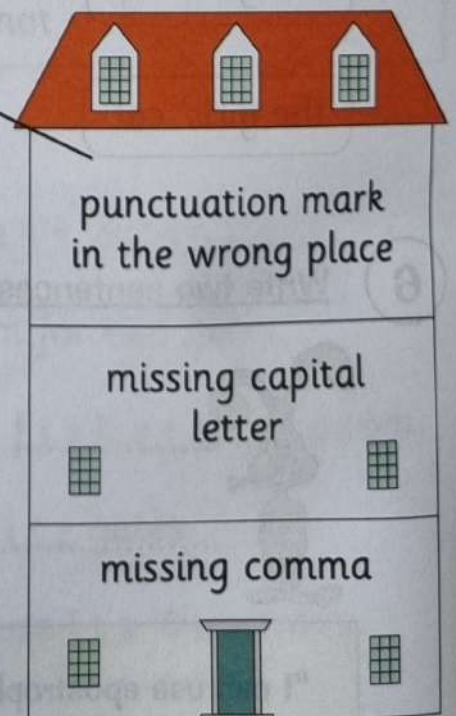 punctuation mark
in the wrong place
missing capital
letter
missing comma